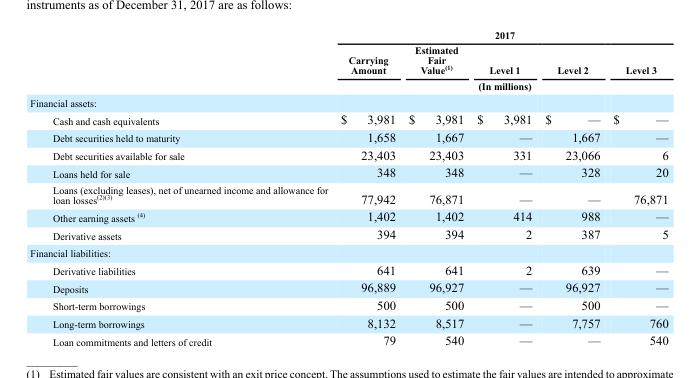 instruments as of December 31, 2017 are as follows:
2017
Carrying Amount Estimated Fair Value(1) Level 1 Level 2 Level 3
(In millions)
Financial assets:
Cash and cash equivalents $ 3,981 $ 3,981 $ 3,981 $ — $ —
Debt securities held to maturity 1,658 1,667 — 1,667 —
Debt securities available for sale 23,403 23,403 331 23,066 6
Loans held for sale 348 348 — 328 20
Loans (excluding leases), net of unearned income and allowance for
loan losses(2)(3) 77,942 76,871 — — 76,871
Other earning assets (4) 1,402 1,402 414 988 —
Derivative assets 394 394 2 387 5
Financial liabilities:
Derivative liabilities 641 641 2 639 —
Deposits 96,889 96,927 — 96,927 —
Short-term borrowings 500 500 — 500 —
Long-term borrowings 8,132 8,517 — 7,757 760
Loan commitments and letters of credit 79 540 — — 540
(1) Estimated fair values are consistent with an exit price concept. The assumptions used to estimate the fair values are intended to approximate